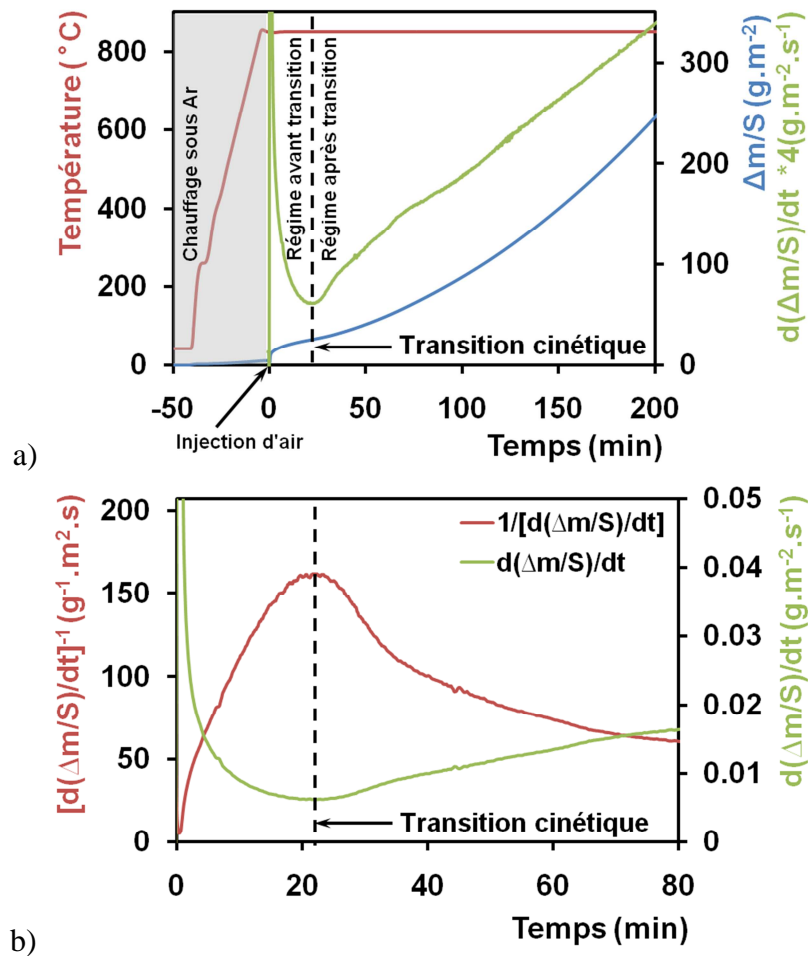 a)
Température (°C)
800
600
400
200
0
Chauffage sous Ar
Régime avant transition
Régime après transition
Transition cinétique
300
200
100
0
Δm/S (g.m-2)
d(Δm/S)/dt *4(g.m-2.s-1)
-50 0 50 100 150 200
Injection d'air
Temps (min)
b)
[d(Δm/S)/dt]-1 (g-1.m2.s)
200
150
100
50
0
1/[d(Δm/S)/dt]
d(Δm/S)/dt
Transition cinétique
0.05
0.04
0.03
0.02
0.01
0
d(Δm/S)/dt (g.m-2.s-1)
0 20 40 60 80
Temps (min)